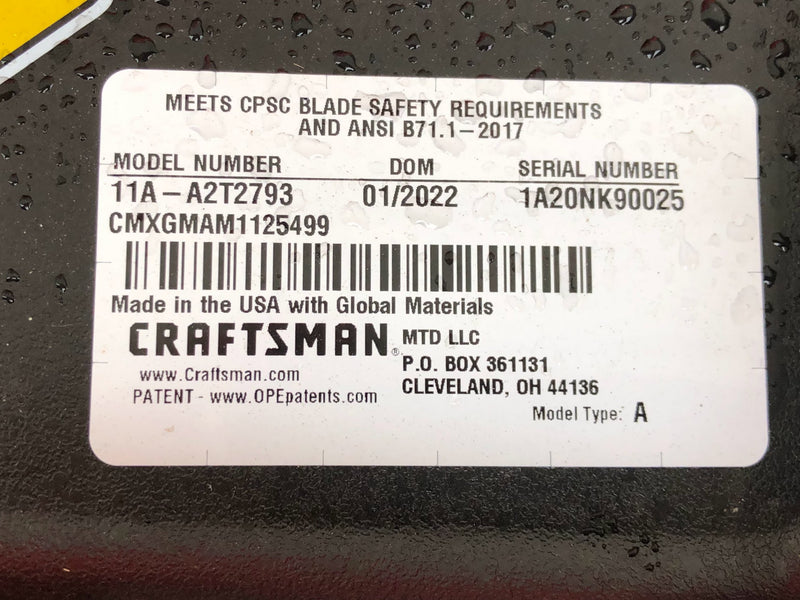 MEETS CPSC BLADE SAFETY REQUIREMENTS
AND ANSI B71.1-2017
MODEL NUMBER DOM SERIAL NUMBER
11A-A2T2793 01/2022 1A20NK90025
CMXGMAM1125499
Made in the USA with Global Materials
CRAFTSMAN® MTD LLC
P.O. BOX 361131
www.Craftsman.com CLEVELAND, OH 44136
PATENT - www.OPEpatents.com
Model Type: A